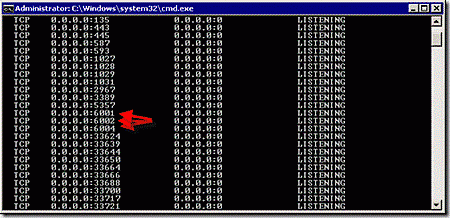 Administrator: C:\Windows\system32\cmd.exe
TCP 0.0.0.0:135 0.0.0.0:0 LISTENING
TCP 0.0.0.0:443 0.0.0.0:0 LISTENING
TCP 0.0.0.0:445 0.0.0.0:0 LISTENING
TCP 0.0.0.0:587 0.0.0.0:0 LISTENING
TCP 0.0.0.0:593 0.0.0.0:0 LISTENING
TCP 0.0.0.0:1027 0.0.0.0:0 LISTENING
TCP 0.0.0.0:1028 0.0.0.0:0 LISTENING
TCP 0.0.0.0:1029 0.0.0.0:0 LISTENING
TCP 0.0.0.0:1031 0.0.0.0:0 LISTENING
TCP 0.0.0.0:2967 0.0.0.0:0 LISTENING
TCP 0.0.0.0:3389 0.0.0.0:0 LISTENING
TCP 0.0.0.0:5357 0.0.0.0:0 LISTENING
TCP 0.0.0.0:6001 0.0.0.0:0 LISTENING
TCP 0.0.0.0:6002 0.0.0.0:0 LISTENING
TCP 0.0.0.0:6004 0.0.0.0:0 LISTENING
TCP 0.0.0.0:33624 0.0.0.0:0 LISTENING
TCP 0.0.0.0:33637 0.0.0.0:0 LISTENING
TCP 0.0.0.0:33644 0.0.0.0:0 LISTENING
TCP 0.0.0.0:33650 0.0.0.0:0 LISTENING
TCP 0.0.0.0:33664 0.0.0.0:0 LISTENING
TCP 0.0.0.0:33666 0.0.0.0:0 LISTENING
TCP 0.0.0.0:33688 0.0.0.0:0 LISTENING
TCP 0.0.0.0:33700 0.0.0.0:0 LISTENING
TCP 0.0.0.0:33717 0.0.0.0:0 LISTENING
TCP 0.0.0.0:33721 0.0.0.0:0 LISTENING